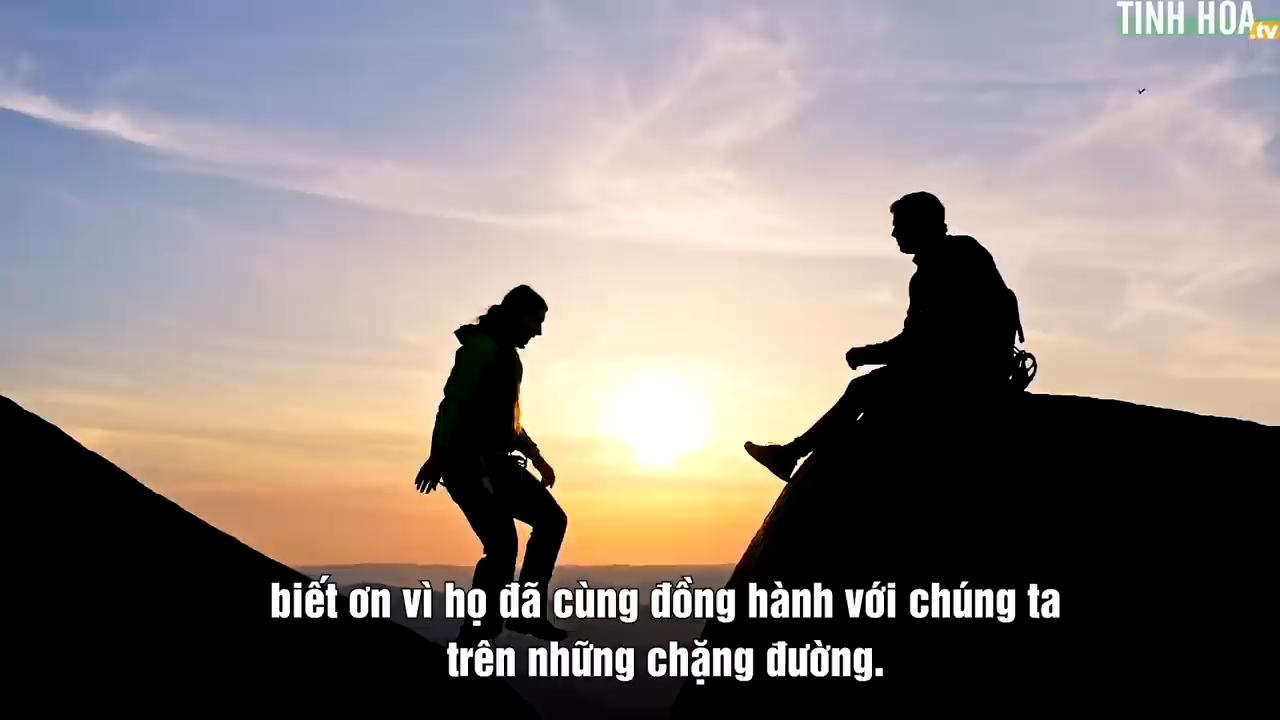 TINH HOA
.tv
biết ơn vì họ đã cùng đồng hành với chúng ta
trên những chặng đường.